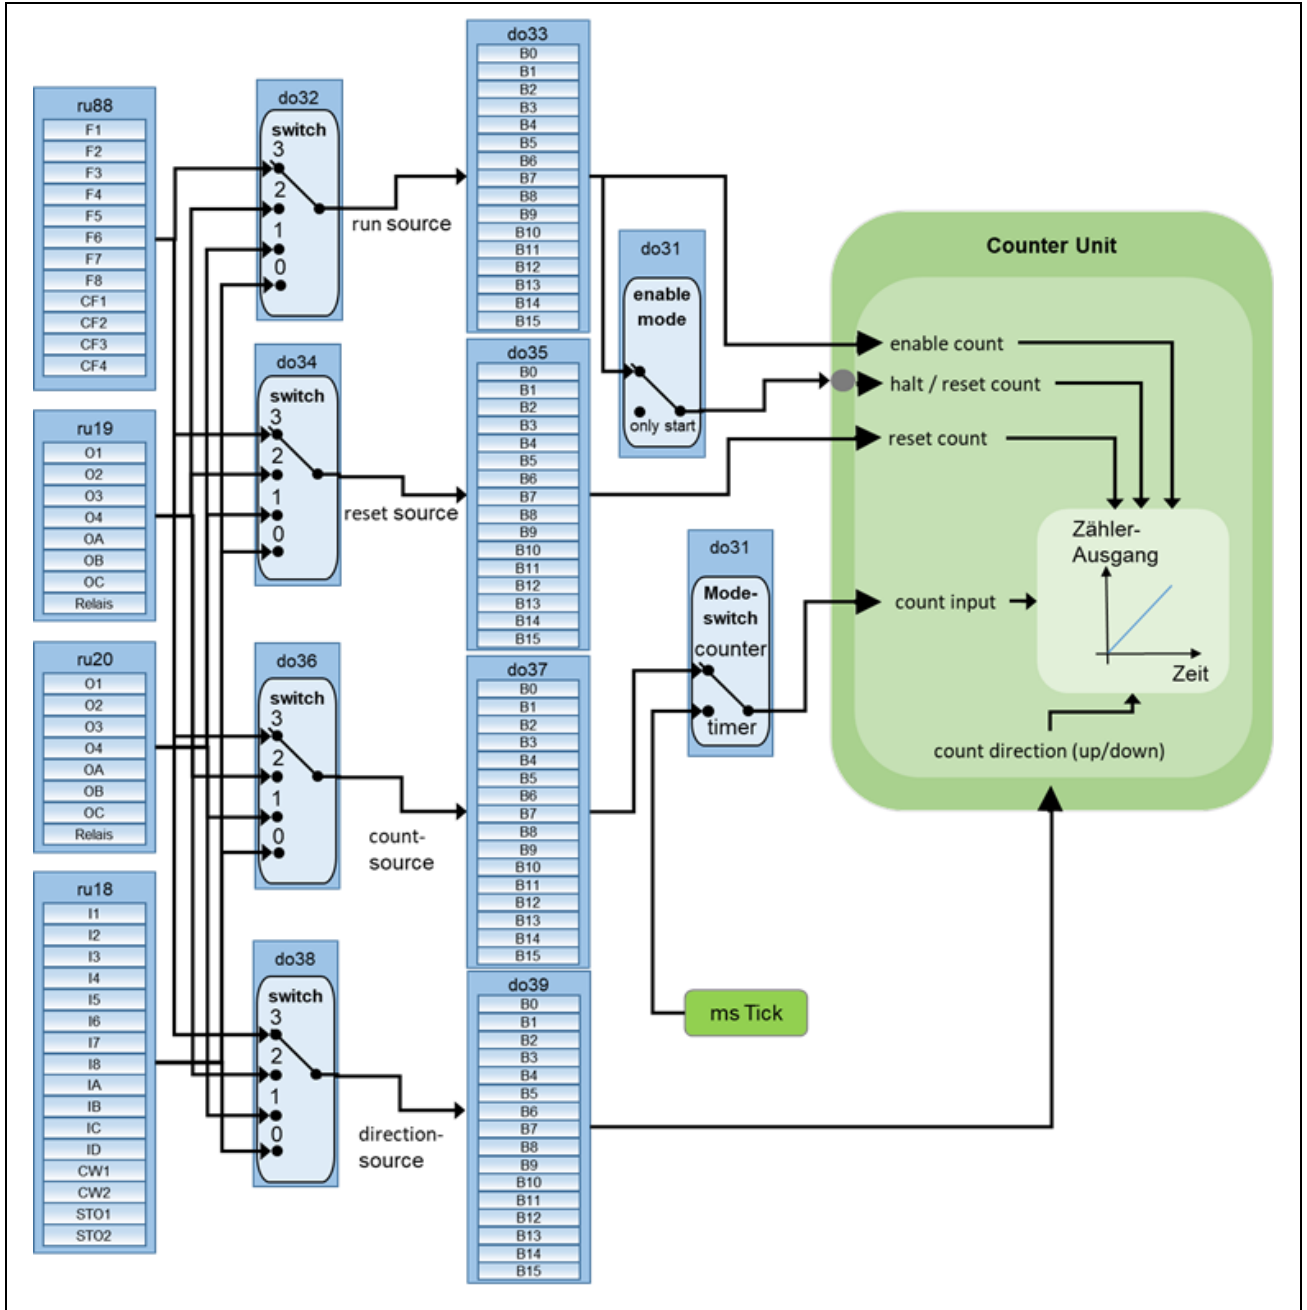 ru88
F1
F2
F3
F4
F5
F6
F7
F8
CF1
CF2
CF3
CF4
ru19
O1
O2
O3
O4
OA
OB
OC
Relais
ru20
O1
O2
O3
O4
OA
OB
OC
Relais
ru18
I1
I2
I3
I4
I5
I6
I7
I8
IA
IB
IC
ID
CW1
CW2
STO1
STO2
do32
switch
3
2
1
0
run source
do34
switch
3
2
1
0
reset source
do36
switch
3
2
1
0
count-
source
do38
switch
3
2
1
0
direction-
source
do33
B0
B1
B2
B3
B4
B5
B6
B7
B8
B9
B10
B11
B12
B13
B14
B15
do35
B0
B1
B2
B3
B4
B5
B6
B7
B8
B9
B10
B11
B12
B13
B14
B15
do37
B0
B1
B2
B3
B4
B5
B6
B7
B8
B9
B10
B11
B12
B13
B14
B15
do39
B0
B1
B2
B3
B4
B5
B6
B7
B8
B9
B10
B11
B12
B13
B14
B15
do31
enable
mode
only start
do31
Mode-
switch
counter
timer
ms Tick
Counter Unit
enable count
halt / reset count
reset count
count input
Zähler-
Ausgang
Zeit
count direction (up/down)